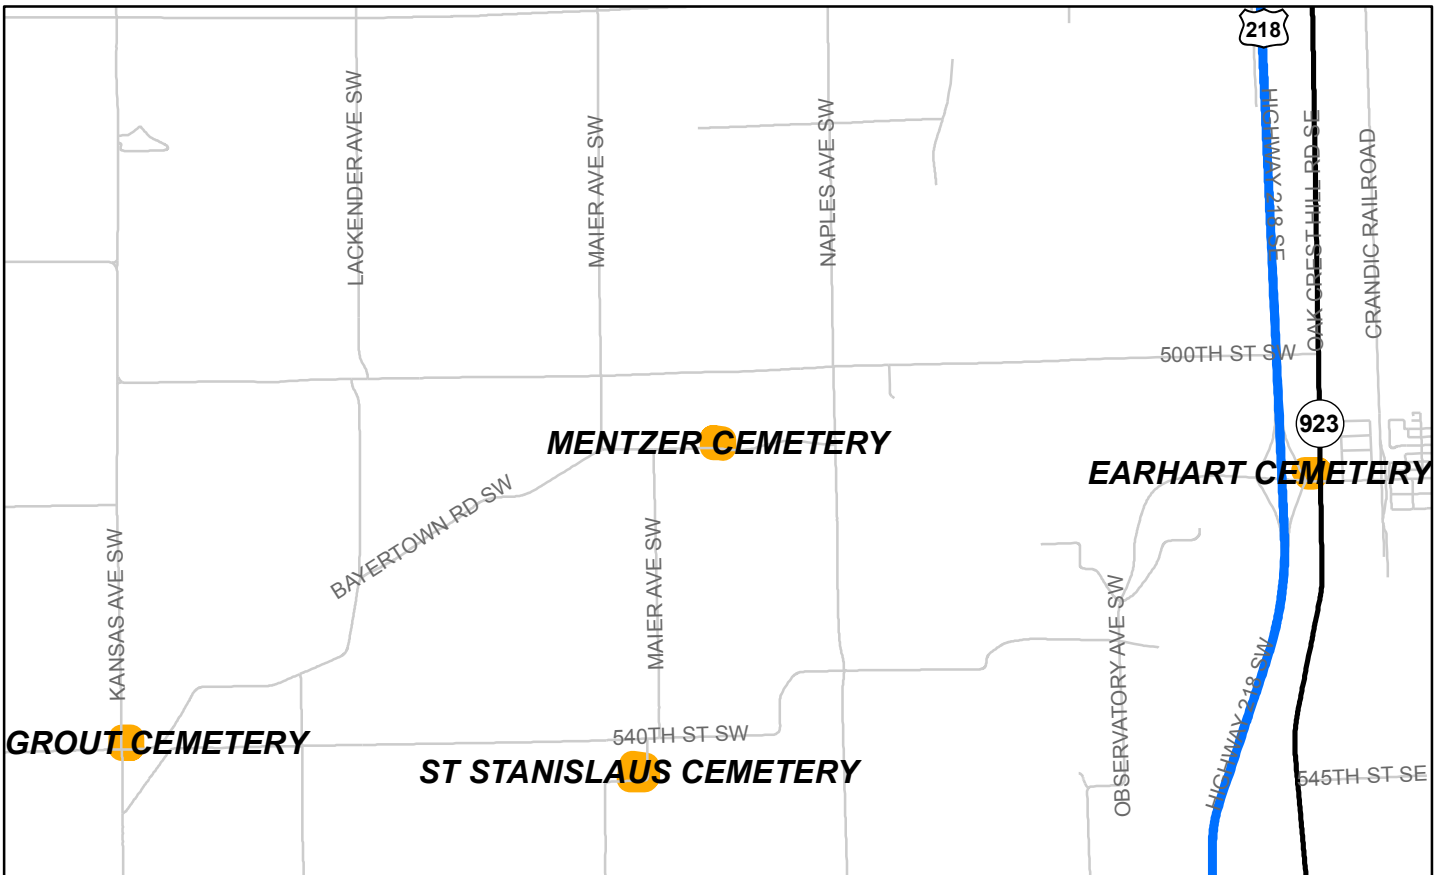 218
LACKENDER AVE SW
MAIER AVE SW
NAPLES AVE SW
HIGHWAY 218 SE
OAK CREST HILL RD SE
CRANDIC RAILROAD
500TH ST SW
923
MENTZER CEMETERY
EARHART CEMETERY
BAYERTOWN RD SW
KANSAS AVE SW
MAIER AVE SW
OBSERVATORY AVE SW
HIGHWAY 218 SW
540TH ST SW
GROUT CEMETERY
ST STANISLAUS CEMETERY
545TH ST SE